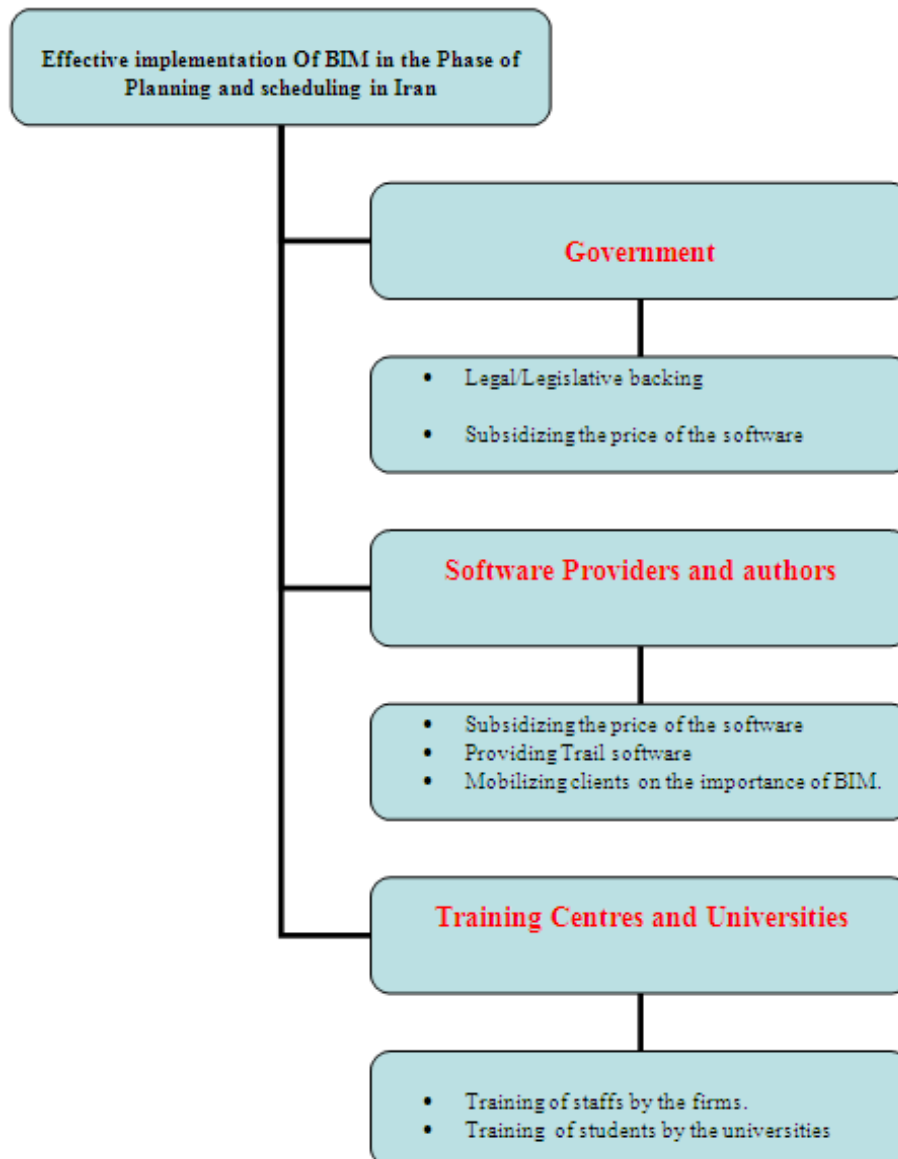 Effective implementation Of BIM in the Phase of
Planning and scheduling in Iran
Government
• Legal/Legislative backing
• Subsidizing the price of the software
Software Providers and authors
• Subsidizing the price of the software
• Providing Trail software
• Mobilizing clients on the importance of BIM.
Training Centres and Universities
• Training of staffs by the firms.
• Training of students by the universities